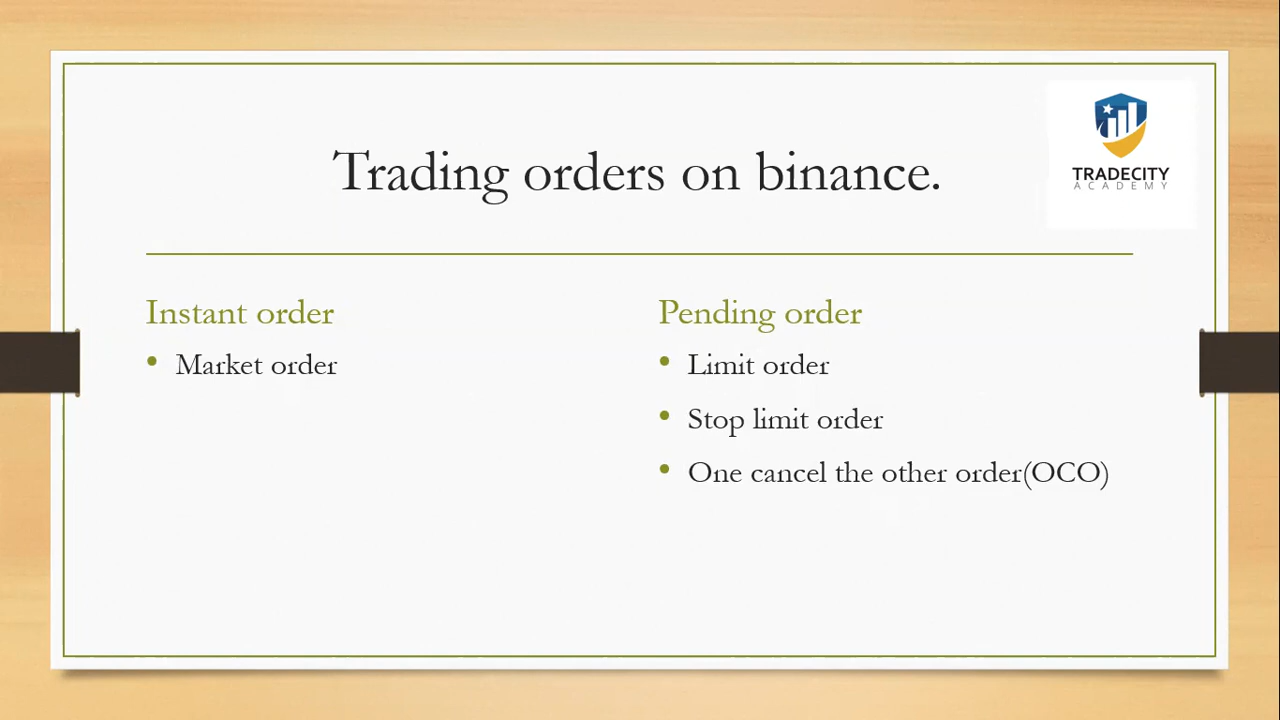 Trading orders on binance.
TRADECITY
ACADEMY
Instant order
• Market order
Pending order
• Limit order
• Stop limit order
• One cancel the other order(OCO)